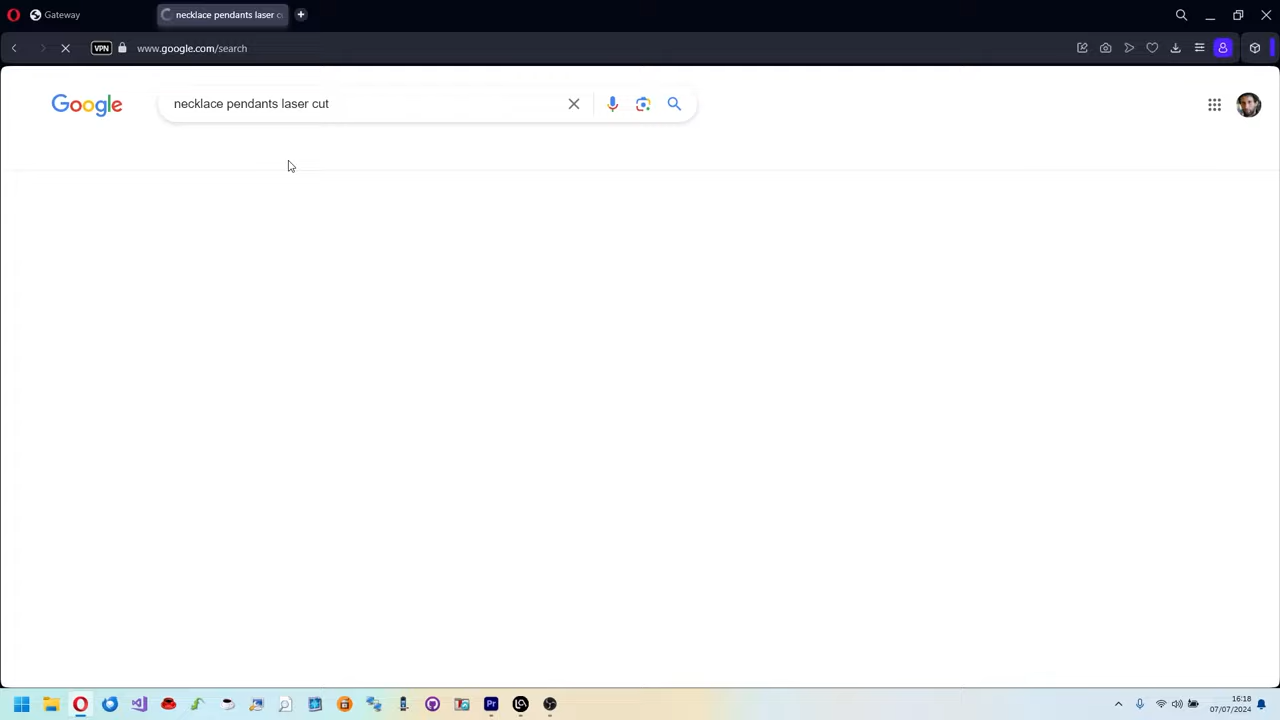 Gateway
necklace pendants laser c
VPN
www.google.com/search
Google
necklace pendants laser cut
Pr
16:18
07/07/2024